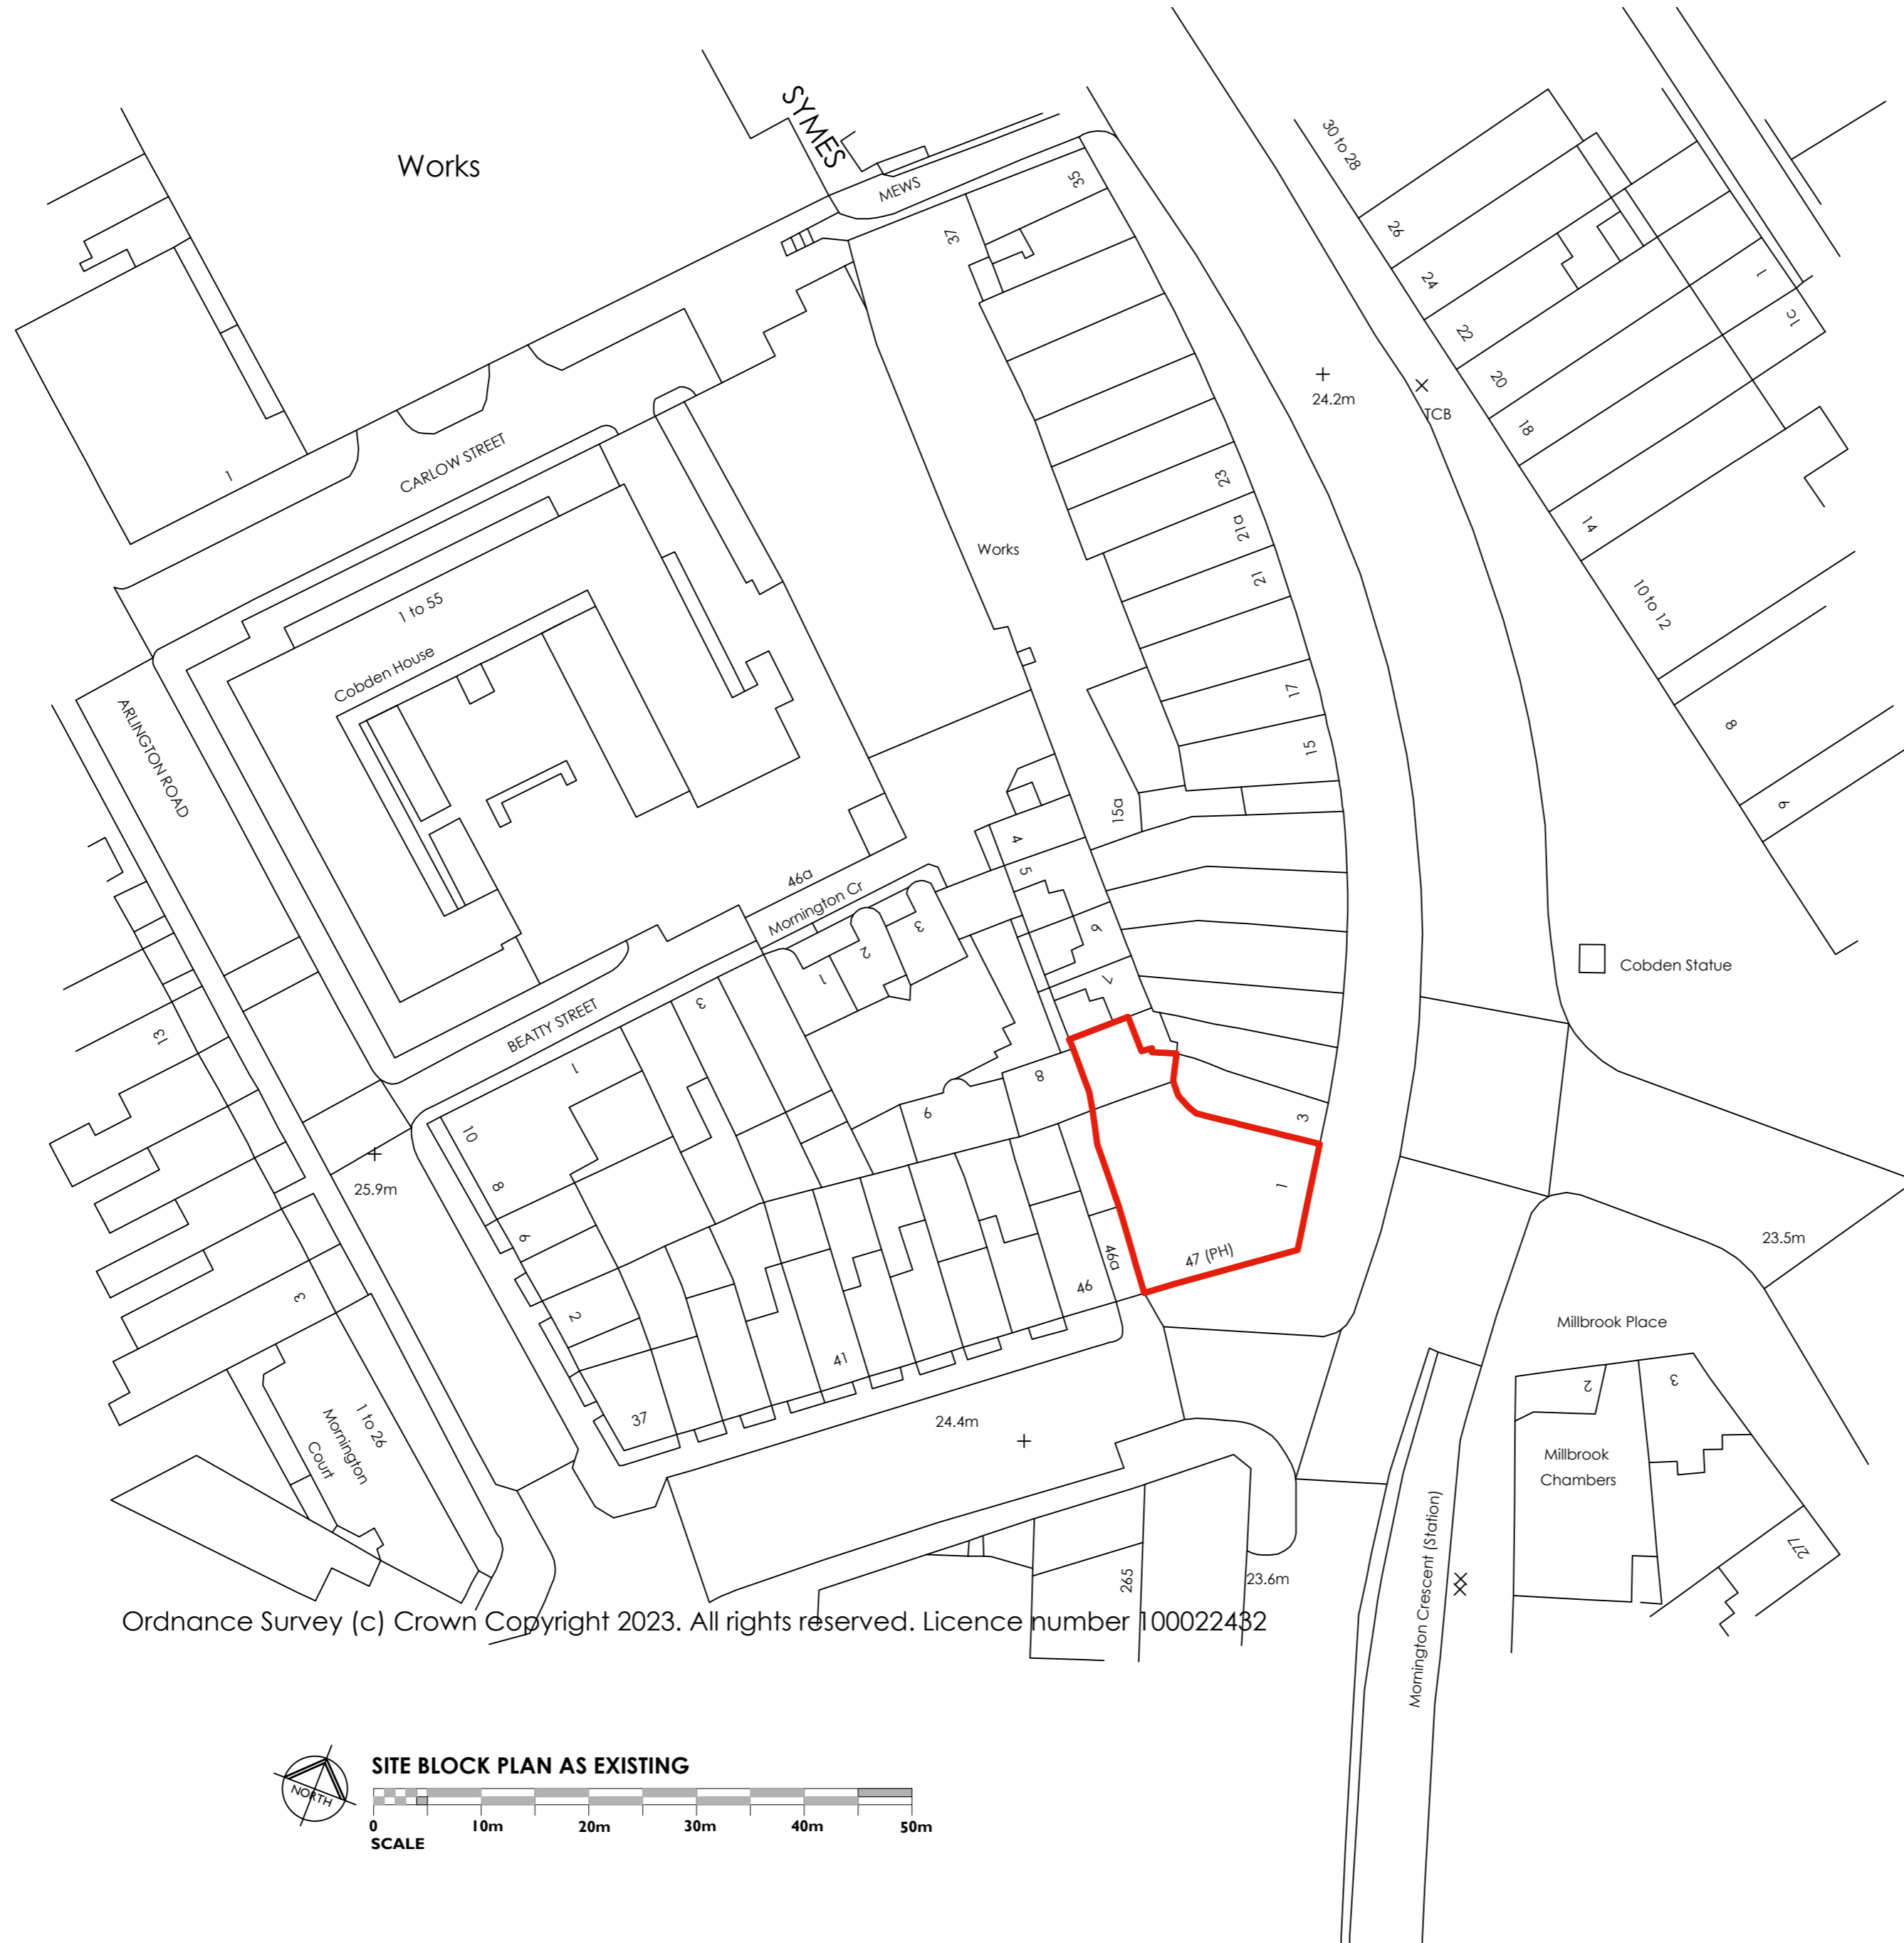 Works
SYMES
MEWS
35
37
30 to 28
26
24
22
20
18
14
10 to 12
8
6
1
1c
24.2m
TCB
1
CARLOW STREET
23
21a
21
17
15
15a
Works
1 to 55
Cobden House
ARLINGTON ROAD
46a
Mornington Cr
4
5
6
7
1
2
3
Cobden Statue
13
BEATTY STREET
3
1
8
9
3
1
10
8
6
2
25.9m
47 (PH)
46a
46
41
37
23.5m
3
1 to 26
Mornington
Court
24.4m
Millbrook Place
2
3
Millbrook
Chambers
277
Mornington Crescent (Station)
265
23.6m
Ordnance Survey (c) Crown Copyright 2023. All rights reserved. Licence number 100022432
NORTH
SITE BLOCK PLAN AS EXISTING
0 10m 20m 30m 40m 50m
SCALE